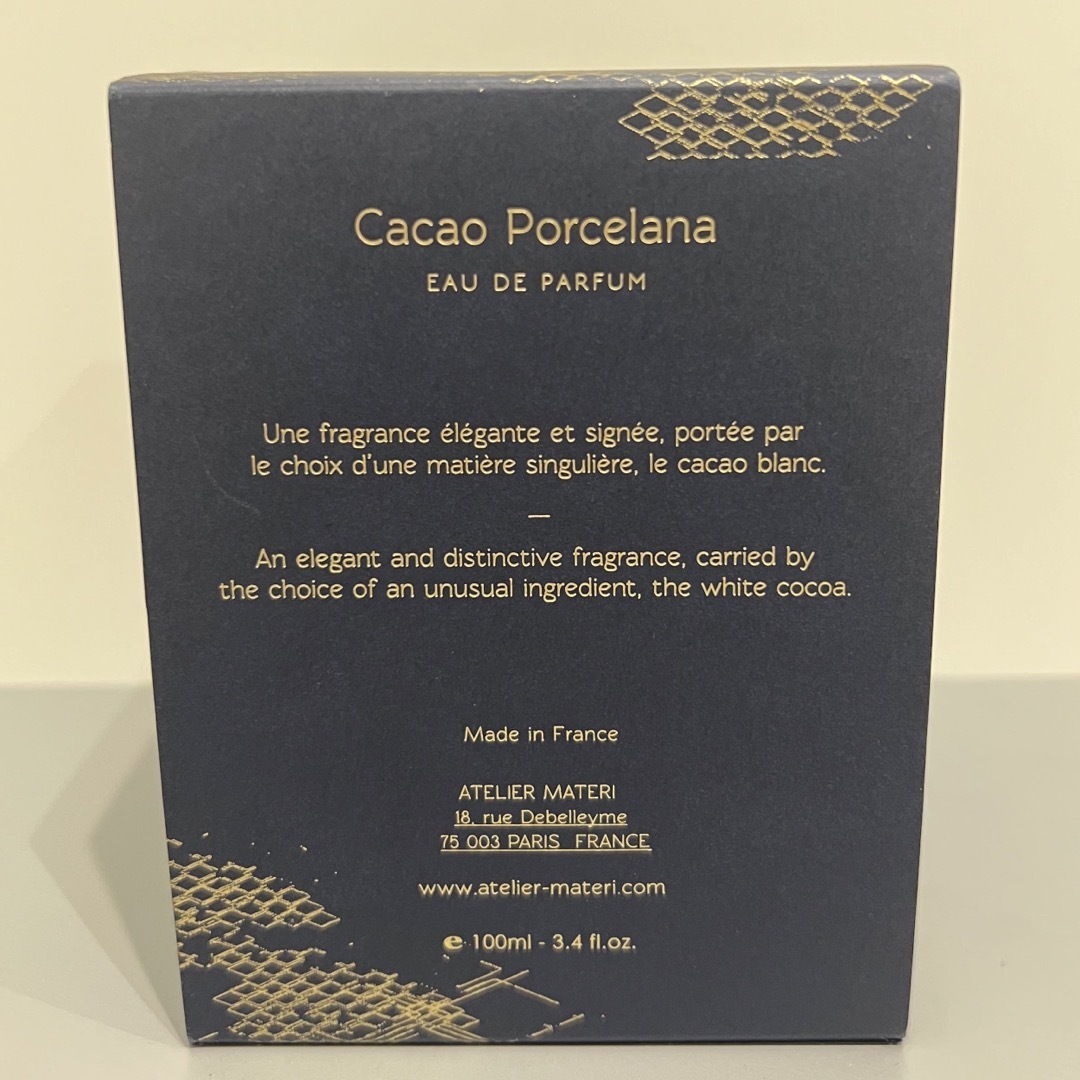 Cacao Porcelana
EAU DE PARFUM
Une fragrance élégante et signée, portée par
le choix d'une matière singulière, le cacao blanc.
—
An elegant and distinctive fragrance, carried by
the choice of an unusual ingredient, the white cocoa.
Made in France
ATELIER MATERI
18, rue Debelleyme
75 003 PARIS FRANCE
www.atelier-materi.com
℮ 100ml - 3.4 fl.oz.